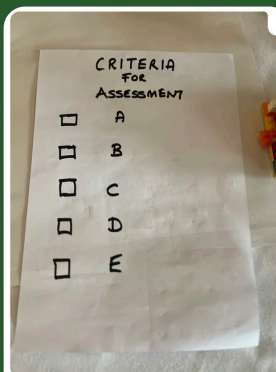 CRITERIA
FOR
ASSESSMENT
☐ A
☐ B
☐ C
☐ D
☐ E